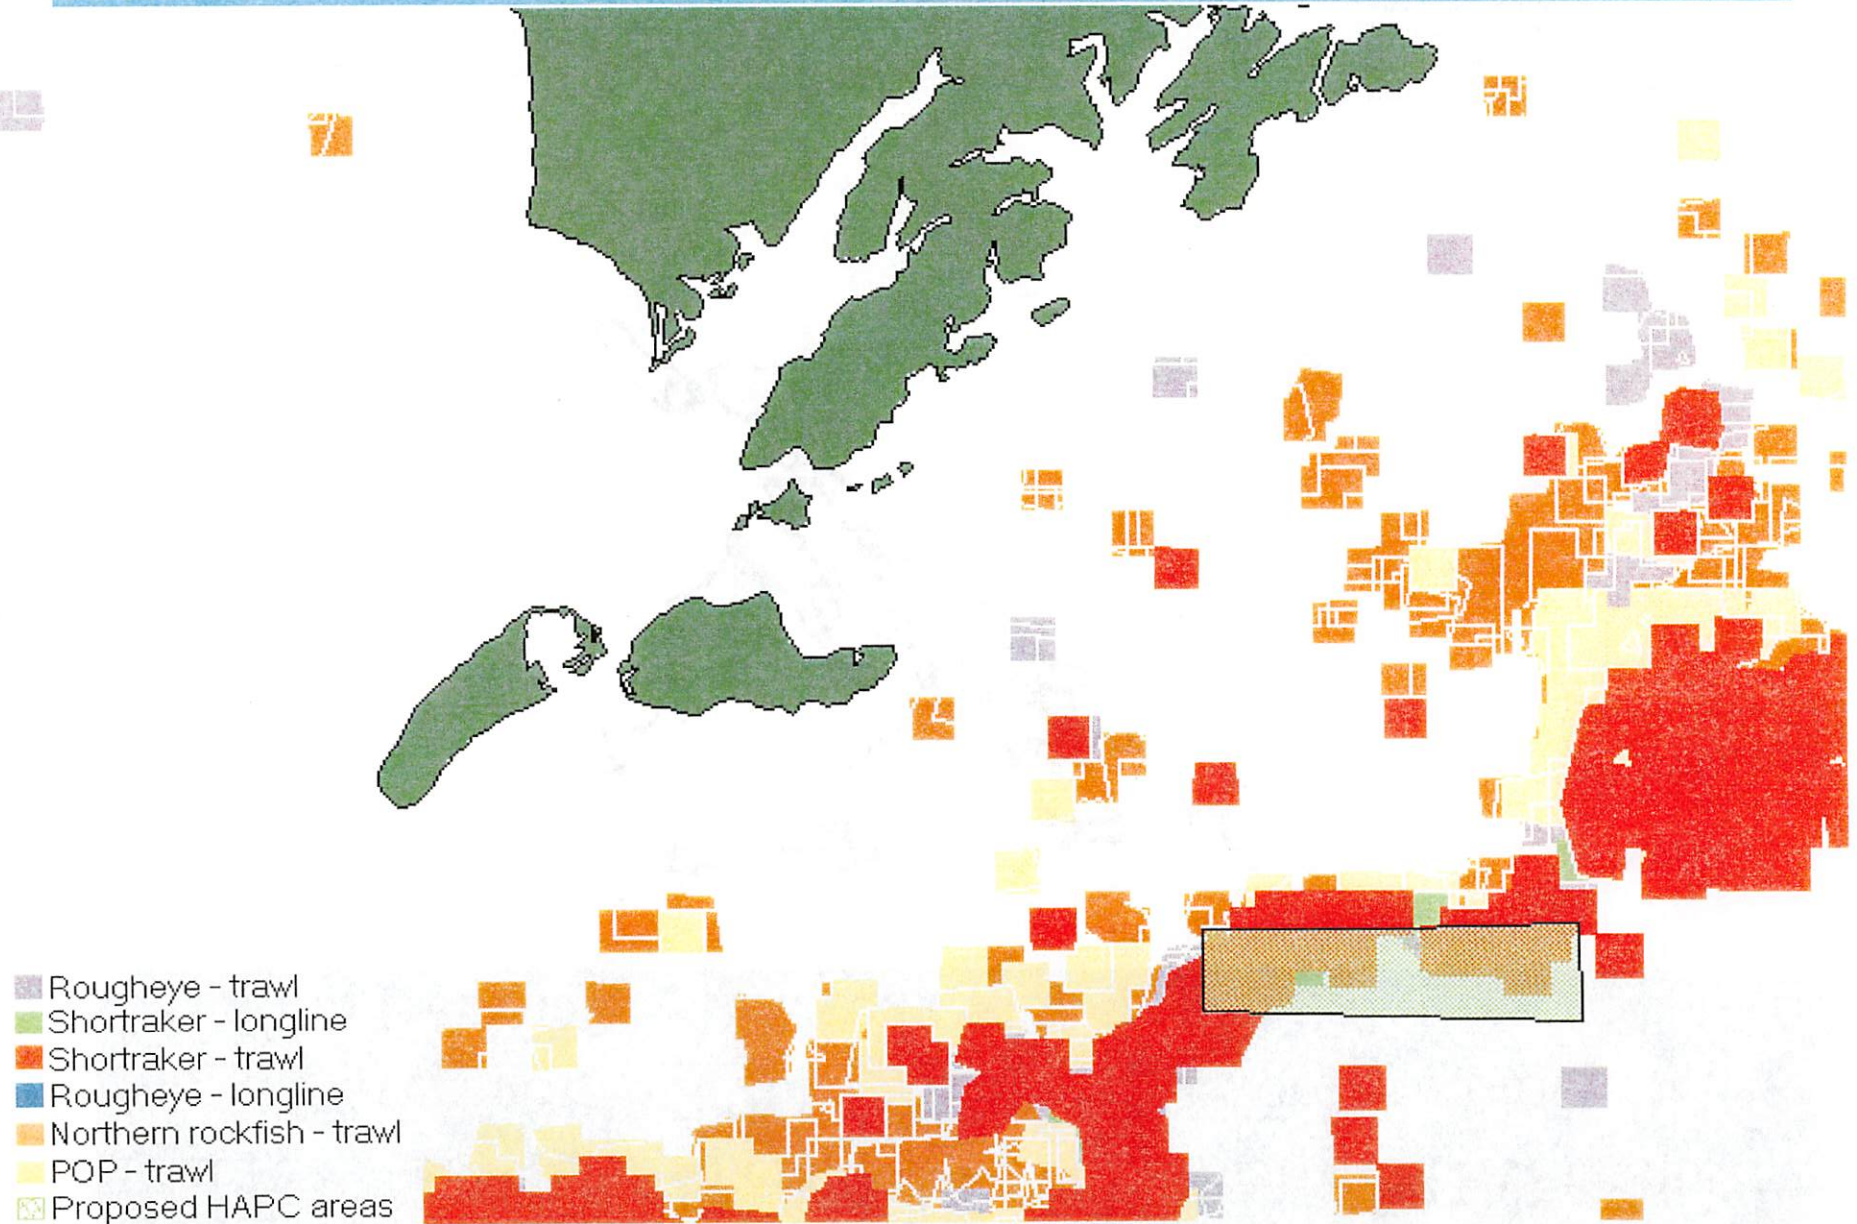 Rougheye - trawl
Shortraker - longline
Shortraker - trawl
Rougheye - longline
Northern rockfish - trawl
POP - trawl
Proposed HAPC areas